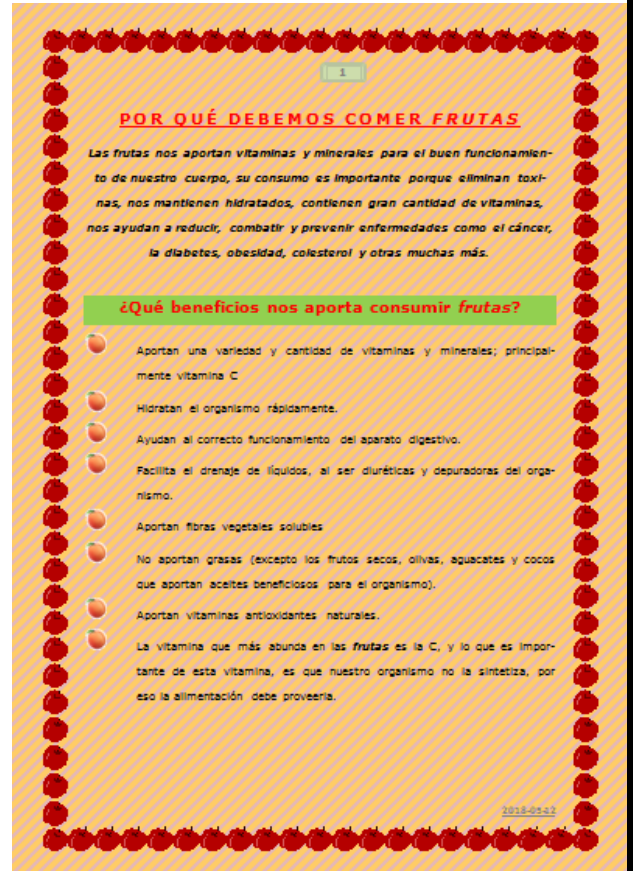 1
POR QUÉ DEBEMOS COMER FRUTAS
Las frutas nos aportan vitaminas y minerales para el buen funcionamien-
to de nuestro cuerpo, su consumo es importante porque eliminan toxi-
nas, nos mantienen hidratados, contienen gran cantidad de vitaminas,
nos ayudan a reducir, combatir y prevenir enfermedades como el cáncer,
la diabetes, obesidad, colesterol y otras muchas más.
¿Qué beneficios nos aporta consumir frutas?
Aportan una variedad y cantidad de vitaminas y minerales; principal-
mente vitamina C
Hidratan el organismo rápidamente.
Ayudan al correcto funcionamiento del aparato digestivo.
Facilita el drenaje de líquidos, al ser diuréticas y depuradoras del orga-
nismo.
Aportan fibras vegetales solubles
No aportan grasas (excepto los frutos secos, olivas, aguacates y cocos
que aportan aceites beneficiosos para el organismo).
Aportan vitaminas antioxidantes naturales.
La vitamina que más abunda en las frutas es la C, y lo que es impor-
tante de esta vitamina, es que nuestro organismo no la sintetiza, por
eso la alimentación debe proveerla.
2018-05-12